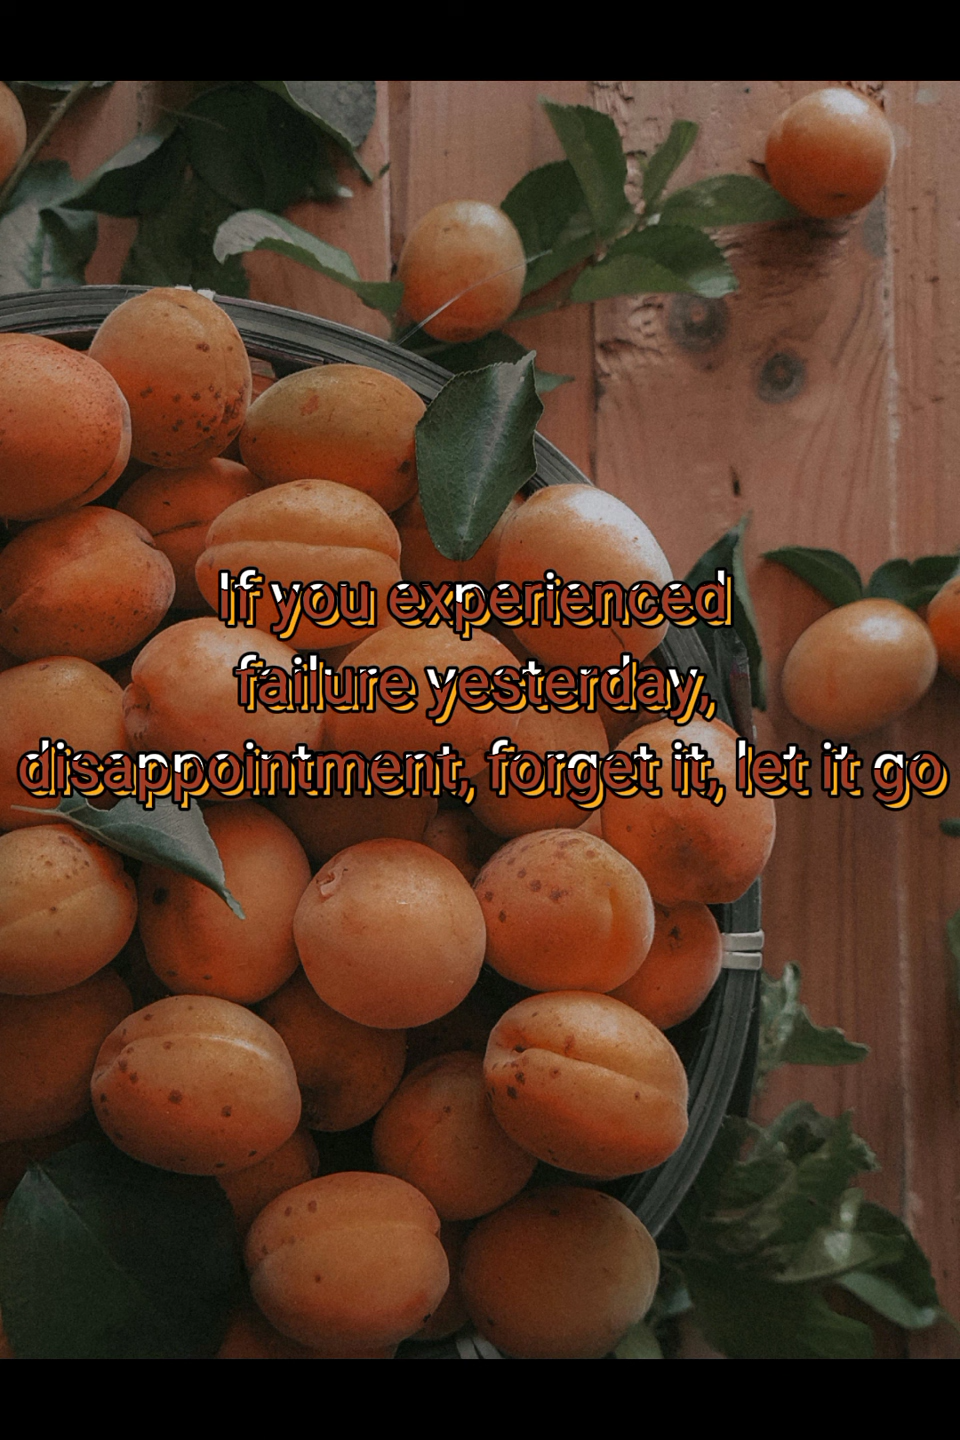 If you experienced
failure yesterday,
disappointment, forget it, let it go